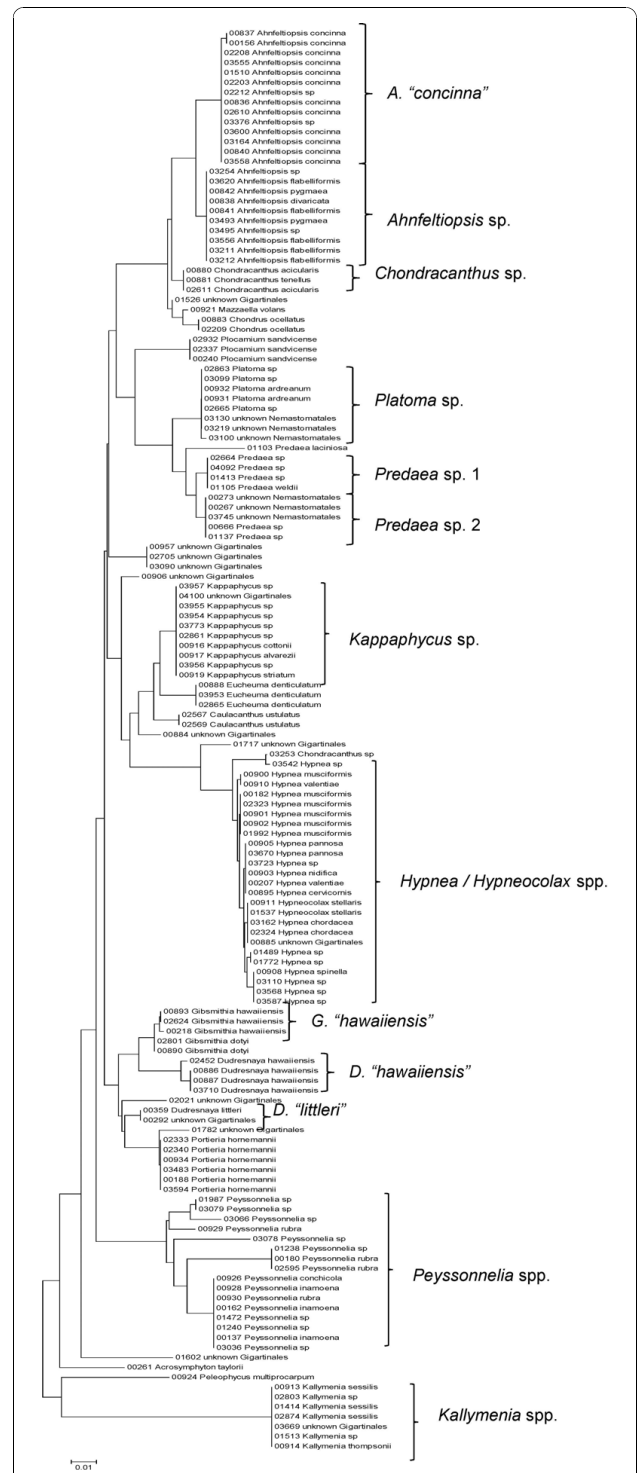 00837 Ahnfeltiopsis concinna
00156 Ahnfeltiopsis concinna
02208 Ahnfeltiopsis concinna
03555 Ahnfeltiopsis concinna
01510 Ahnfeltiopsis concinna
02203 Ahnfeltiopsis concinna
02212 Ahnfeltiopsis sp
00836 Ahnfeltiopsis concinna
02610 Ahnfeltiopsis concinna
03376 Ahnfeltiopsis sp
03600 Ahnfeltiopsis concinna
03164 Ahnfeltiopsis concinna
00840 Ahnfeltiopsis concinna
03558 Ahnfeltiopsis concinna
A. “concinna”
03254 Ahnfeltiopsis sp
03620 Ahnfeltiopsis flabelliformis
00842 Ahnfeltiopsis pygmaea
00838 Ahnfeltiopsis divaricata
00841 Ahnfeltiopsis flabelliformis
03493 Ahnfeltiopsis pygmaea
03495 Ahnfeltiopsis sp
03556 Ahnfeltiopsis flabelliformis
03211 Ahnfeltiopsis flabelliformis
03212 Ahnfeltiopsis flabelliformis
Ahnfeltiopsis sp.
00880 Chondracanthus acicularis
00881 Chondracanthus tenellus
02611 Chondracanthus acicularis
Chondracanthus sp.
01526 unknown Gigartinales
00921 Mazzaella volans
00883 Chondrus ocellatus
02209 Chondrus ocellatus
02932 Plocamium sandvicense
02337 Plocamium sandvicense
00240 Plocamium sandvicense
02863 Platoma sp
03099 Platoma sp
00932 Platoma ardreanum
00931 Platoma ardreanum
02665 Platoma sp
03130 unknown Nemastomatales
03219 unknown Nemastomatales
03100 unknown Nemastomatales
Platoma sp.
01103 Predaea laciniosa
02664 Predaea sp
04092 Predaea sp
01413 Predaea sp
01105 Predaea weldii
Predaea sp. 1
00273 unknown Nemastomatales
00267 unknown Nemastomatales
03745 unknown Nemastomatales
00666 Predaea sp
01137 Predaea sp
Predaea sp. 2
00957 unknown Gigartinales
02705 unknown Gigartinales
03090 unknown Gigartinales
00906 unknown Gigartinales
03957 Kappaphycus sp
04100 unknown Gigartinales
03955 Kappaphycus sp
03954 Kappaphycus sp
03773 Kappaphycus sp
02861 Kappaphycus sp
00916 Kappaphycus cottonii
00917 Kappaphycus alvarezii
03956 Kappaphycus sp
00919 Kappaphycus striatum
Kappaphycus sp.
00888 Eucheuma denticulatum
03953 Eucheuma denticulatum
02865 Eucheuma denticulatum
02567 Caulacanthus ustulatus
02569 Caulacanthus ustulatus
00884 unknown Gigartinales
01717 unknown Gigartinales
03253 Chondracanthus sp
03542 Hypnea sp
00900 Hypnea musciformis
00910 Hypnea valentiae
00182 Hypnea musciformis
02323 Hypnea musciformis
00901 Hypnea musciformis
00902 Hypnea musciformis
01992 Hypnea musciformis
00905 Hypnea pannosa
03670 Hypnea pannosa
03723 Hypnea sp
00903 Hypnea nidifica
00207 Hypnea valentiae
00895 Hypnea cervicornis
00911 Hypneocolax stellaris
01537 Hypneocolax stellaris
03162 Hypnea chordacea
02324 Hypnea chordacea
00885 unknown Gigartinales
01489 Hypnea sp
01772 Hypnea sp
00908 Hypnea spinella
03110 Hypnea sp
03568 Hypnea sp
03587 Hypnea sp
Hypnea / Hypneocolax spp.
00893 Gibsmithia hawaiiensis
02624 Gibsmithia hawaiiensis
00218 Gibsmithia hawaiiensis
02801 Gibsmithia dotyi
00890 Gibsmithia dotyi
G. “hawaiiensis”
02452 Dudresnaya hawaiiensis
00886 Dudresnaya hawaiiensis
00887 Dudresnaya hawaiiensis
03710 Dudresnaya hawaiiensis
D. “hawaiiensis”
02021 unknown Gigartinales
00359 Dudresnaya littleri
00292 unknown Gigartinales
D. “littleri”
01782 unknown Gigartinales
02333 Portieria hornemannii
02340 Portieria hornemannii
00934 Portieria hornemannii
03483 Portieria hornemannii
00188 Portieria hornemannii
03594 Portieria hornemannii
01987 Peyssonnelia sp
03079 Peyssonnelia sp
03066 Peyssonnelia sp
00929 Peyssonnelia rubra
03078 Peyssonnelia sp
01238 Peyssonnelia sp
00180 Peyssonnelia rubra
02595 Peyssonnelia rubra
00926 Peyssonnelia conchicola
00928 Peyssonnelia inamoena
00930 Peyssonnelia rubra
00162 Peyssonnelia inamoena
01472 Peyssonnelia sp
01240 Peyssonnelia sp
00137 Peyssonnelia inamoena
03036 Peyssonnelia sp
Peyssonnelia spp.
01602 unknown Gigartinales
00261 Acrosymphyton taylorii
00924 Peleophycus multiprocarpum
00913 Kallymenia sessilis
02803 Kallymenia sp
01414 Kallymenia sessilis
02874 Kallymenia sessilis
03669 unknown Gigartinales
01513 Kallymenia sp
00914 Kallymenia thompsonii
Kallymenia spp.
0.01